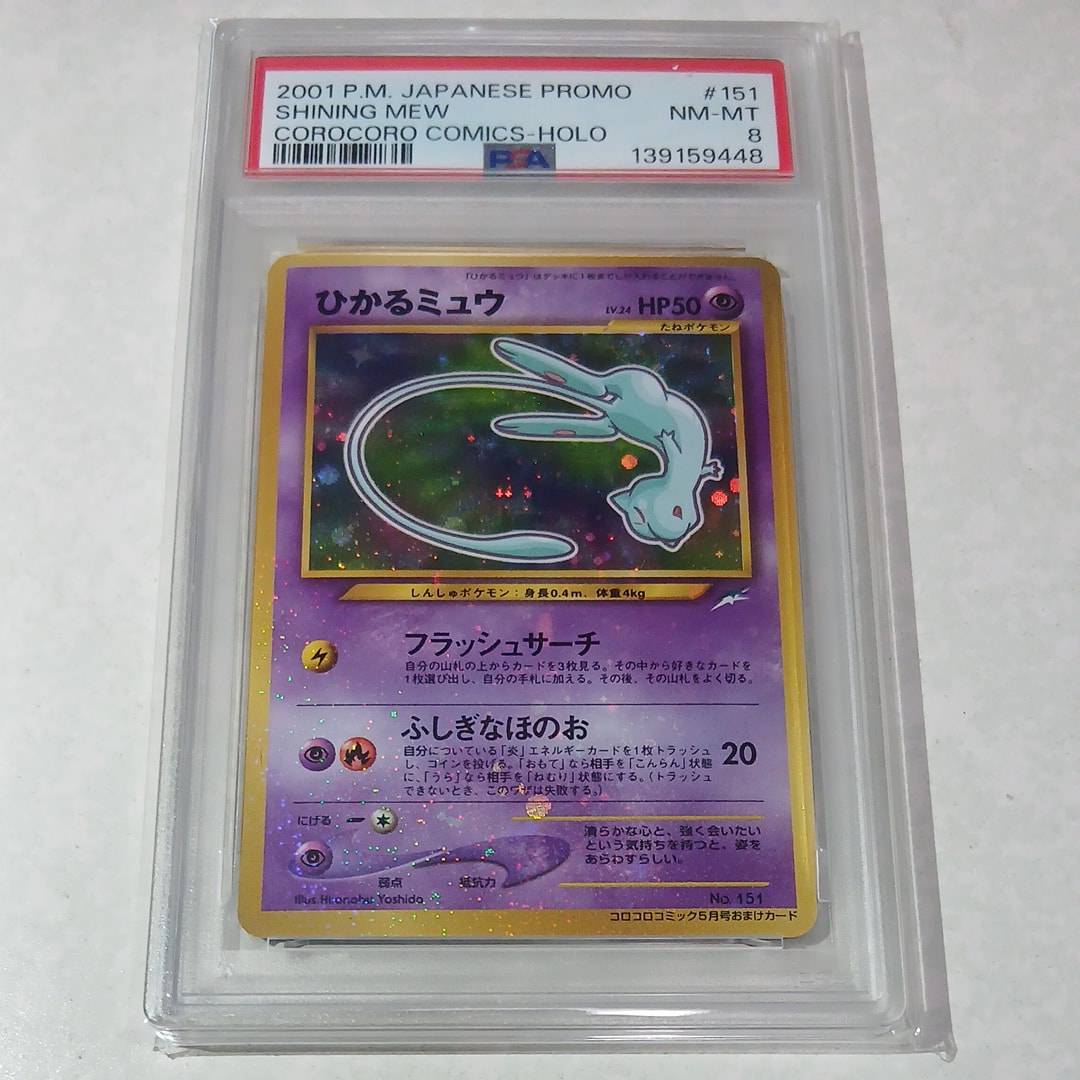 2001 P.M. JAPANESE PROMO #151
SHINING MEW NM-MT
COROCORO COMICS-HOLO 8
PSA 139159448
「ひかるミュウ」はデッキに1枚までしか入れることができません。
ひかるミュウ LV.24 HP50
たねポケモン
しんしゅポケモン：身長0.4m、体重4kg
フラッシュサーチ
自分の山札の上からカードを3枚見る。その中から好きなカードを
1枚選び出し、自分の手札に加える。その後、その山札をよく切る。
ふしぎなほのお 20
自分についている「炎」エネルギーカードを1枚トラッシュ
し、コインを投げる。「おもて」なら相手を「こんらん」状態
に、「うら」なら相手を「ねむり」状態にする。（トラッシュ
できないとき、このワザは失敗する。）
にげる
清らかな心と、強く会いたい
という気持ちを持つと、姿を
あらわすらしい。
弱点 抵抗力
Illus.Hironobu Yoshida No.151
コロコロコミック5月号おまけカード